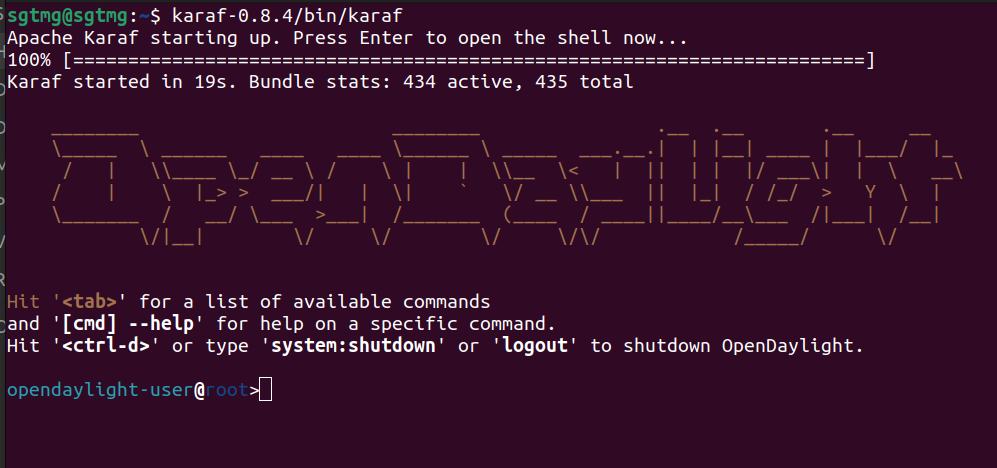 sgtmg@sgtmg:~$ karaf-0.8.4/bin/karaf
Apache Karaf starting up. Press Enter to open the shell now...
100% [========================================================================]
Karaf started in 19s. Bundle stats: 434 active, 435 total
OpenDaylight
Hit '<tab>' for a list of available commands
and '[cmd] --help' for help on a specific command.
Hit '<ctrl-d>' or type 'system:shutdown' or 'logout' to shutdown OpenDaylight.
opendaylight-user@root>